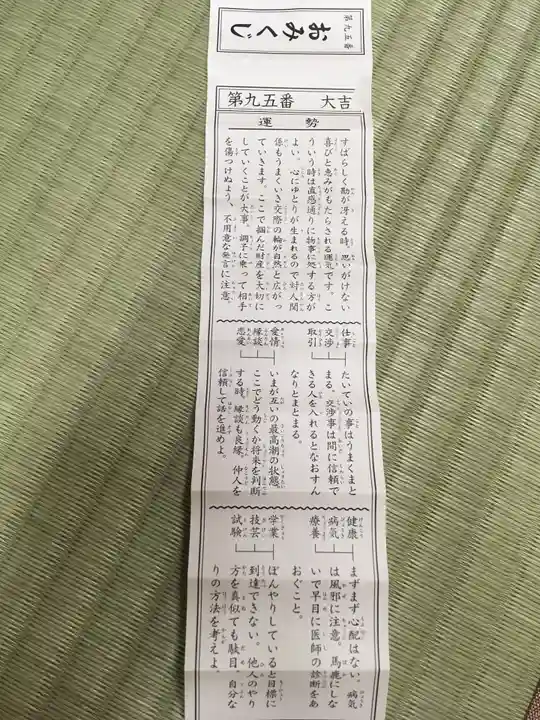 第九五番
おみくじ
第九五番 大吉
運勢
すばらしく勘が冴える時。思いがけない
喜びと恵みがもたらされる運気です。こ
ういう時は直感通りに物事に処する方が
よい。心にゆとりが生まれるので対人関
係もうまくいき交際の輪が自然と広がっ
ていきます。ここで掴んだ財産を大切に
していくことが大事。調子に乗って相手
を傷つけぬよう、不用意な発言に注意。
仕事
交渉
取引
たいていの事はうまくまと
まる。交渉事は間に信頼で
きる人を入れるとなおすん
なりとまとまる。
愛情
縁談
恋愛
いまが互いの最高潮の状態。
ここでどう動くか将来を判断
する時。縁談も良縁。仲人を
信頼して話を進めよ。
健康
病気
療養
まずまず心配はない。病気
は風邪に注意。馬鹿にしな
いで早目に医師の診断をあ
おぐこと。
学業
技芸
試験
ぼんやりしていると目標に
到達できない。他人のやり
方を真似ても駄目。自分な
りの方法を考えよ。